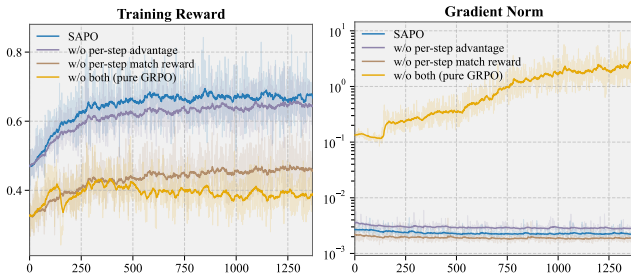 Training Reward
SAPO
w/o per-step advantage
w/o per-step match reward
w/o both (pure GRPO)
0.8
0.6
0.4
0 250 500 750 1000 1250
Gradient Norm
SAPO
w/o per-step advantage
w/o per-step match reward
w/o both (pure GRPO)
10¹
10⁰
10⁻¹
10⁻²
10⁻³
0 250 500 750 1000 1250